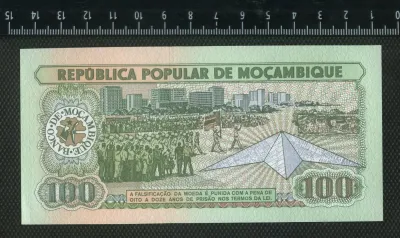 14 13 12 11 10 9 8 7 6 5 4 3 2 1 0
REPÚBLICA POPULAR DE MOÇAMBIQUE
BANCO DE MOÇAMBIQUE
A FALSIFICAÇÃO DA MOEDA É PUNIDA COM A PENA DE
OITO A DOZE ANOS DE PRISÃO NOS TERMOS DA LEI.
100
100